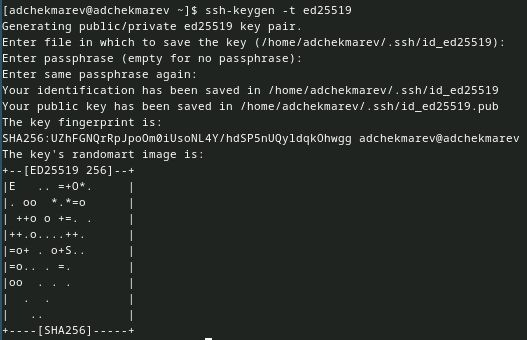 [adchekmarev@adchekmarev ~]$ ssh-keygen -t ed25519
Generating public/private ed25519 key pair.
Enter file in which to save the key (/home/adchekmarev/.ssh/id_ed25519):
Enter passphrase (empty for no passphrase):
Enter same passphrase again:
Your identification has been saved in /home/adchekmarev/.ssh/id_ed25519
Your public key has been saved in /home/adchekmarev/.ssh/id_ed25519.pub
The key fingerprint is:
SHA256:UZhFGNQrRpJpoOm0iUsoNL4Y/hdSP5nUQyldqkOhwgg adchekmarev@adchekmarev
The key's randomart image is:
+--[ED25519 256]--+
|E   .. =+O*.     |
|. oo  *.*=o      |
| ++o o +=. .     |
|++.o....++.      |
|=o+ . o+S..      |
|=o.. . =.        |
|oo  . . .        |
|  .  .           |
|   ..            |
+----[SHA256]-----+